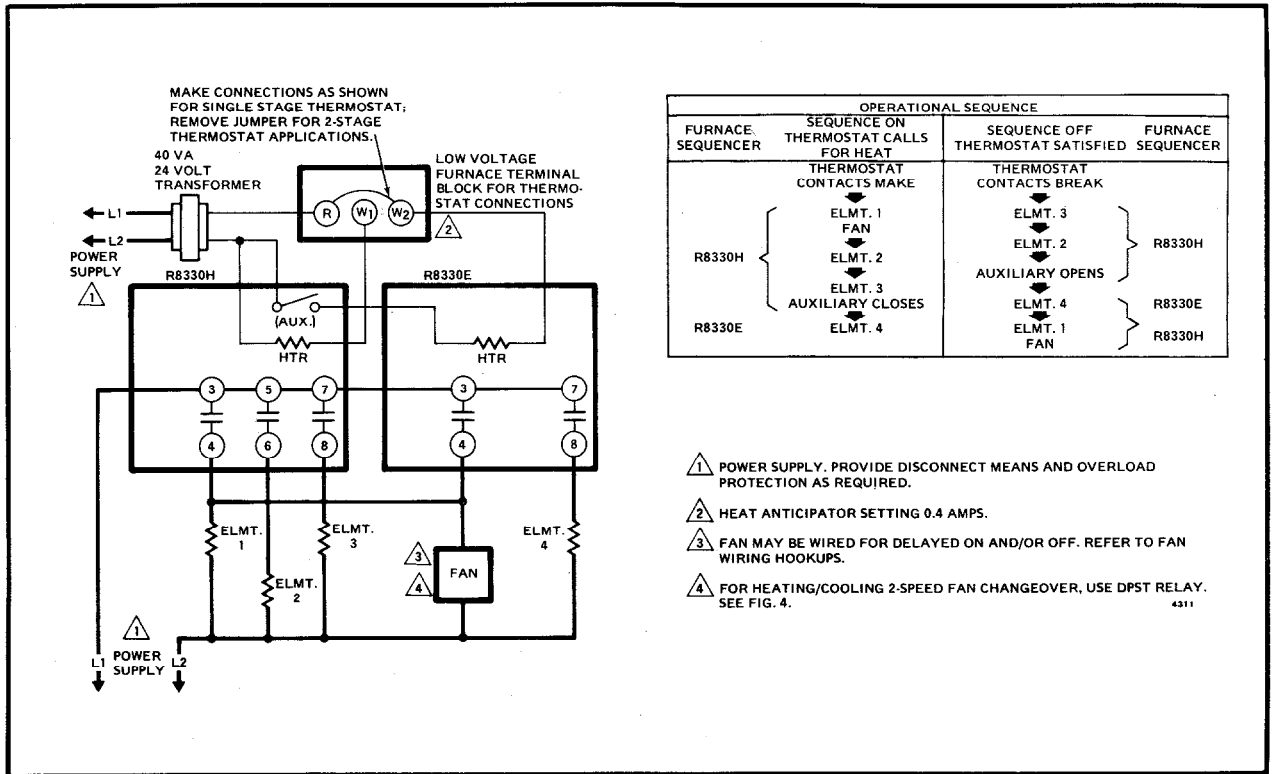 MAKE CONNECTIONS AS SHOWN
FOR SINGLE STAGE THERMOSTAT;
REMOVE JUMPER FOR 2-STAGE
THERMOSTAT APPLICATIONS.
40 VA
24 VOLT
TRANSFORMER
LOW VOLTAGE
FURNACE TERMINAL
BLOCK FOR THERMO-
STAT CONNECTIONS
R W1 W2
2
L1
L2
POWER
SUPPLY
1
R8330H
R8330E
(AUX.)
HTR
HTR
3 5 7 3 7
4 6 8 4 8
ELMT.
1
ELMT.
2
ELMT.
3
ELMT.
4
3
4
FAN
1
L1 POWER L2
SUPPLY
OPERATIONAL SEQUENCE
FURNACE
SEQUENCER
SEQUENCE ON
THERMOSTAT CALLS
FOR HEAT
SEQUENCE OFF
THERMOSTAT SATISFIED
FURNACE
SEQUENCER
THERMOSTAT
CONTACTS MAKE
ELMT. 1
FAN
ELMT. 2
ELMT. 3
AUXILIARY CLOSES
ELMT. 4
R8330H
R8330E
THERMOSTAT
CONTACTS BREAK
ELMT. 3
ELMT. 2
AUXILIARY OPENS
ELMT. 4
ELMT. 1
FAN
R8330H
R8330E
R8330H
1 POWER SUPPLY. PROVIDE DISCONNECT MEANS AND OVERLOAD
PROTECTION AS REQUIRED.
2 HEAT ANTICIPATOR SETTING 0.4 AMPS.
3 FAN MAY BE WIRED FOR DELAYED ON AND/OR OFF. REFER TO FAN
WIRING HOOKUPS.
4 FOR HEATING/COOLING 2-SPEED FAN CHANGEOVER, USE DPST RELAY.
SEE FIG. 4.
4311